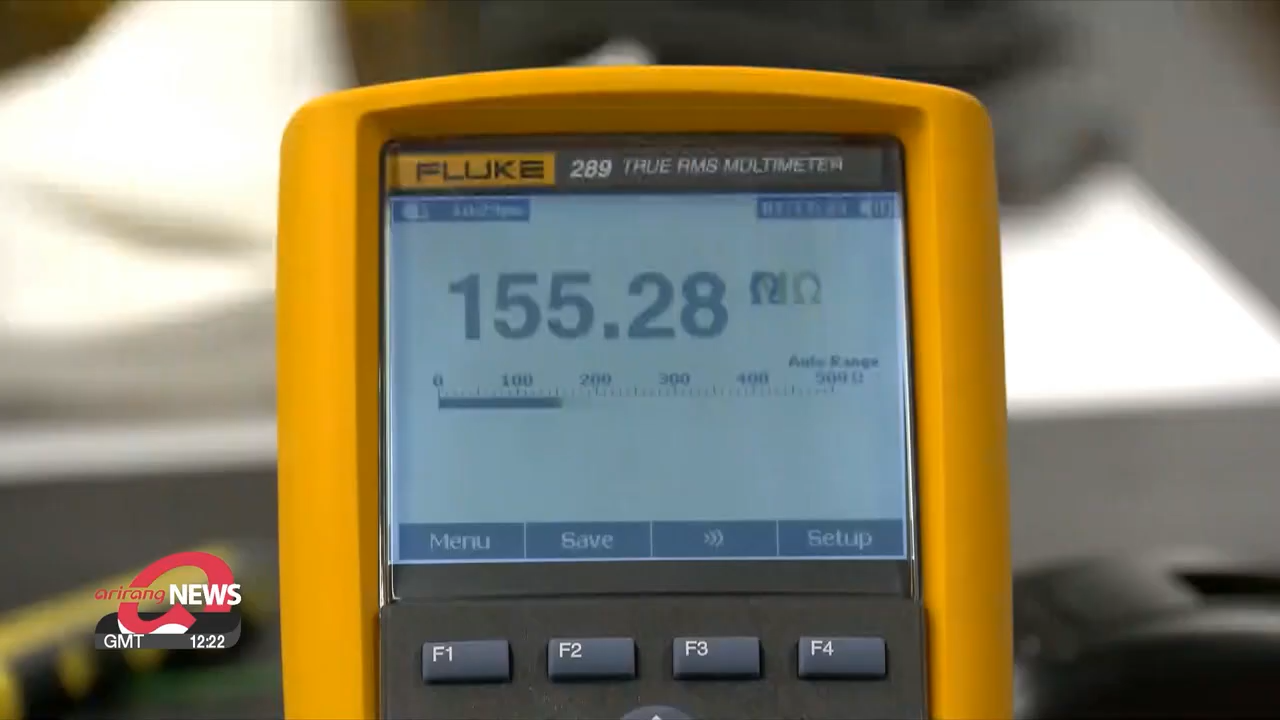 FLUKE 289 TRUE RMS MULTIMETER
155.28 Ω Ω
Auto Range
0 100 200 300 400 500 Ω
Menu Save Setup
F1 F2 F3 F4
arirang NEWS
GMT 12:22